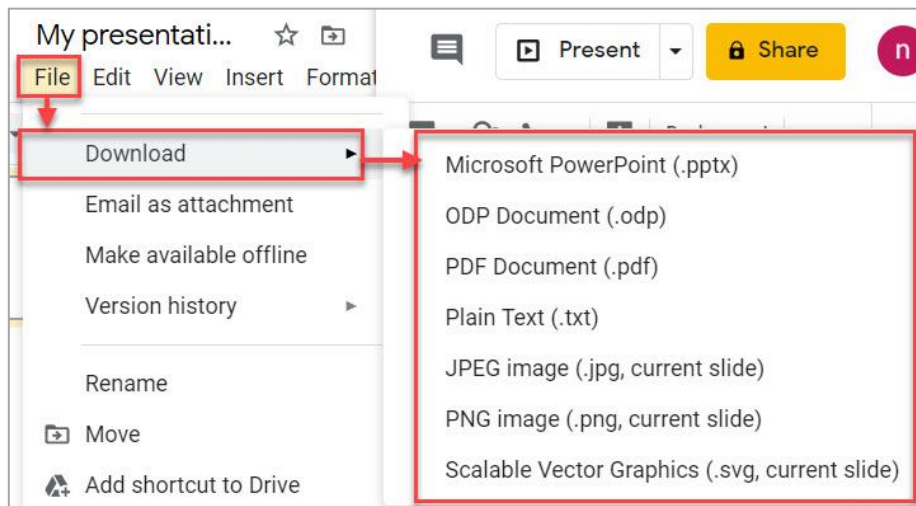 My presentati...
File Edit View Insert Format
Present
Share
n
Download
Email as attachment
Make available offline
Version history
Rename
Move
Add shortcut to Drive
Microsoft PowerPoint (.pptx)
ODP Document (.odp)
PDF Document (.pdf)
Plain Text (.txt)
JPEG image (.jpg, current slide)
PNG image (.png, current slide)
Scalable Vector Graphics (.svg, current slide)